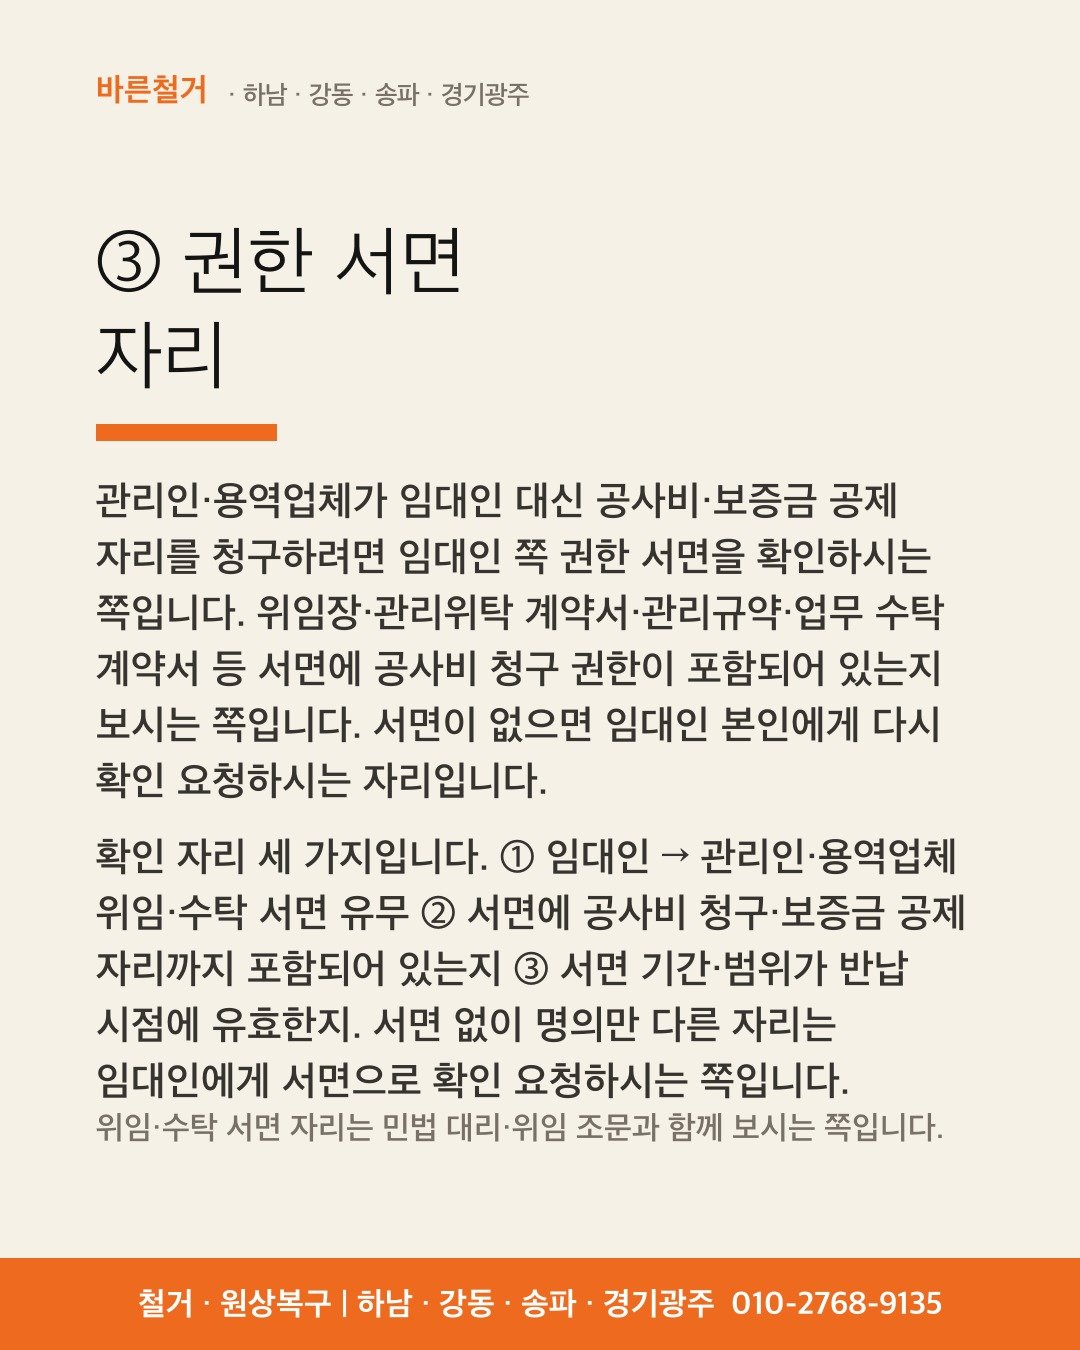 바른철거 · 하남 · 강동 · 송파 · 경기광주
③ 권한 서면
자리
관리인·용역업체가 임대인 대신 공사비·보증금 공제
자리를 청구하려면 임대인 쪽 권한 서면을 확인하시는
쪽입니다. 위임장·관리위탁 계약서·관리규약·업무 수탁
계약서 등 서면에 공사비 청구 권한이 포함되어 있는지
보시는 쪽입니다. 서면이 없으면 임대인 본인에게 다시
확인 요청하시는 자리입니다.
확인 자리 세 가지입니다. ① 임대인 → 관리인·용역업체
위임·수탁 서면 유무 ② 서면에 공사비 청구·보증금 공제
자리까지 포함되어 있는지 ③ 서면 기간·범위가 반납
시점에 유효한지. 서면 없이 명의만 다른 자리는
임대인에게 서면으로 확인 요청하시는 쪽입니다.
위임·수탁 서면 자리는 민법 대리·위임 조문과 함께 보시는 쪽입니다.
철거 · 원상복구 | 하남 · 강동 · 송파 · 경기광주 010-2768-9135